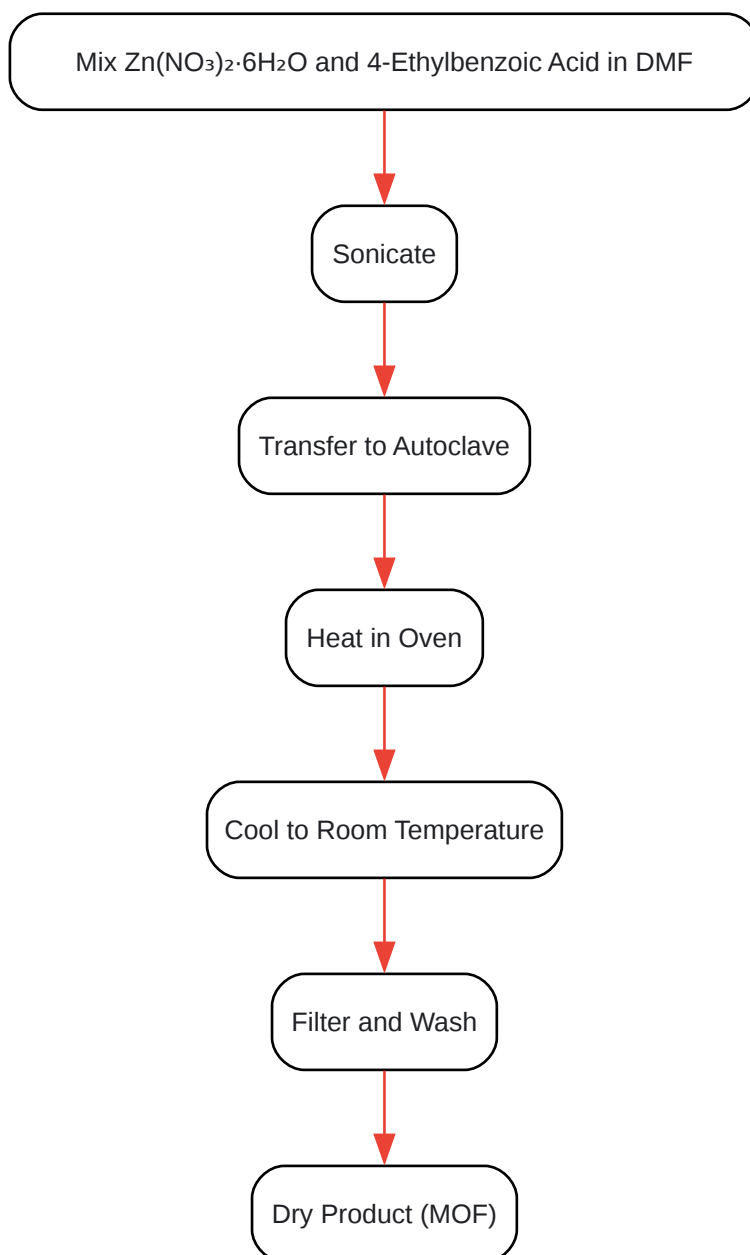 Mix Zn(NO₃)₂·6H₂O and 4-Ethylbenzoic Acid in DMF
Sonicate
Transfer to Autoclave
Heat in Oven
Cool to Room Temperature
Filter and Wash
Dry Product (MOF)